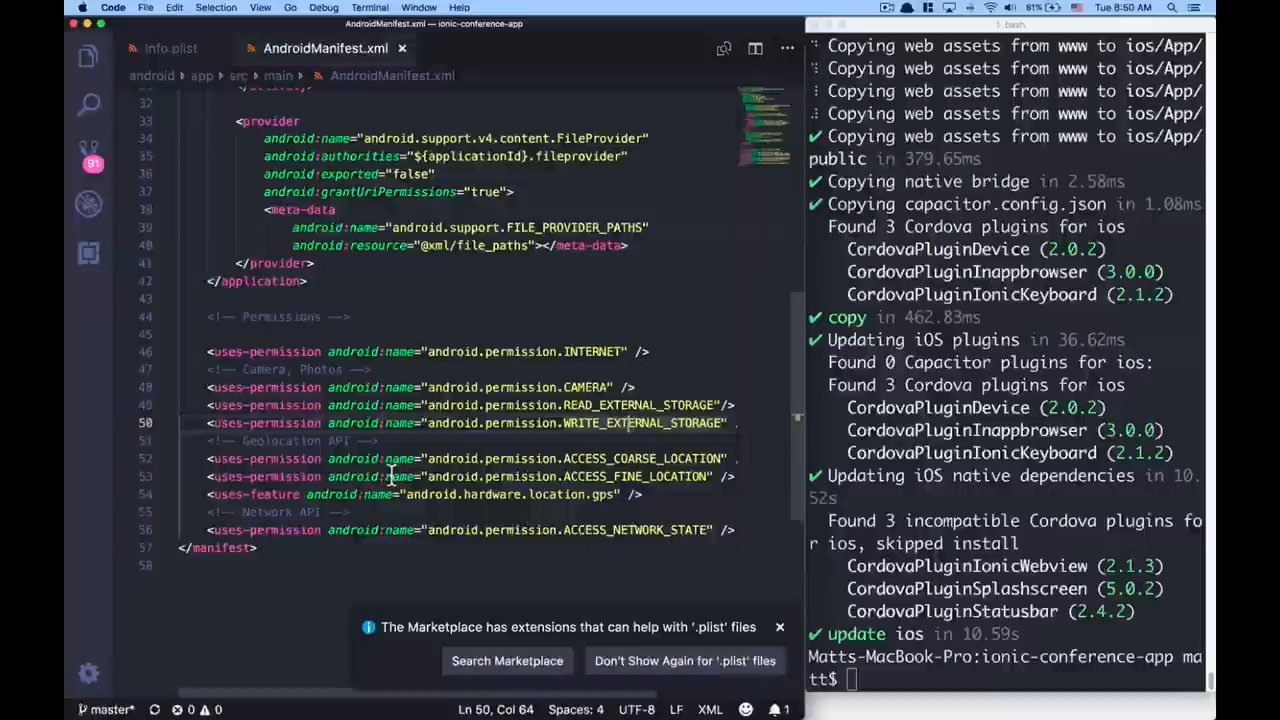 Code File Edit Selection View Go Debug Terminal Window Help 91% Tue 8:50 AM
AndroidManifest.xml — ionic-conference-app
1. bash
Info.plist
AndroidManifest.xml ×
android › app › src › main › AndroidManifest.xml
32
33 <provider
34 android:name="android.support.v4.content.FileProvider"
35 android:authorities="${applicationId}.fileprovider"
36 android:exported="false"
37 android:grantUriPermissions="true">
38 <meta-data
39 android:name="android.support.FILE_PROVIDER_PATHS"
40 android:resource="@xml/file_paths"></meta-data>
41 </provider>
42 </application>
43
44 <!-- Permissions -->
45
46 <uses-permission android:name="android.permission.INTERNET" />
47 <!-- Camera, Photos -->
48 <uses-permission android:name="android.permission.CAMERA" />
49 <uses-permission android:name="android.permission.READ_EXTERNAL_STORAGE"/>
50 <uses-permission android:name="android.permission.WRITE_EXTERNAL_STORAGE"
51 <!-- Geolocation API -->
52 <uses-permission android:name="android.permission.ACCESS_COARSE_LOCATION"
53 <uses-permission android:name="android.permission.ACCESS_FINE_LOCATION" />
54 <uses-feature android:name="android.hardware.location.gps" />
55 <!-- Network API -->
56 <uses-permission android:name="android.permission.ACCESS_NETWORK_STATE" />
57 </manifest>
58
91
The Marketplace has extensions that can help with '.plist' files ×
Search Marketplace
Don't Show Again for '.plist' files
master* 0 0 Ln 50, Col 64 Spaces: 4 UTF-8 LF XML 1
Copying web assets from www to ios/App/
Copying web assets from www to ios/App/
Copying web assets from www to ios/App/
Copying web assets from www to ios/App/
✔ Copying web assets from www to ios/App/
public in 379.65ms
✔ Copying native bridge in 2.58ms
✔ Copying capacitor.config.json in 1.08ms
Found 3 Cordova plugins for ios
CordovaPluginDevice (2.0.2)
CordovaPluginInappbrowser (3.0.0)
CordovaPluginIonicKeyboard (2.1.2)
✔ copy in 462.83ms
✔ Updating iOS plugins in 36.62ms
Found 0 Capacitor plugins for ios:
Found 3 Cordova plugins for ios
CordovaPluginDevice (2.0.2)
CordovaPluginInappbrowser (3.0.0)
CordovaPluginIonicKeyboard (2.1.2)
✔ Updating iOS native dependencies in 10.
52s
Found 3 incompatible Cordova plugins fo
r ios, skipped install
CordovaPluginIonicWebview (2.1.3)
CordovaPluginSplashscreen (5.0.2)
CordovaPluginStatusbar (2.4.2)
✔ update ios in 10.59s
Matts-MacBook-Pro:ionic-conference-app ma
tt$